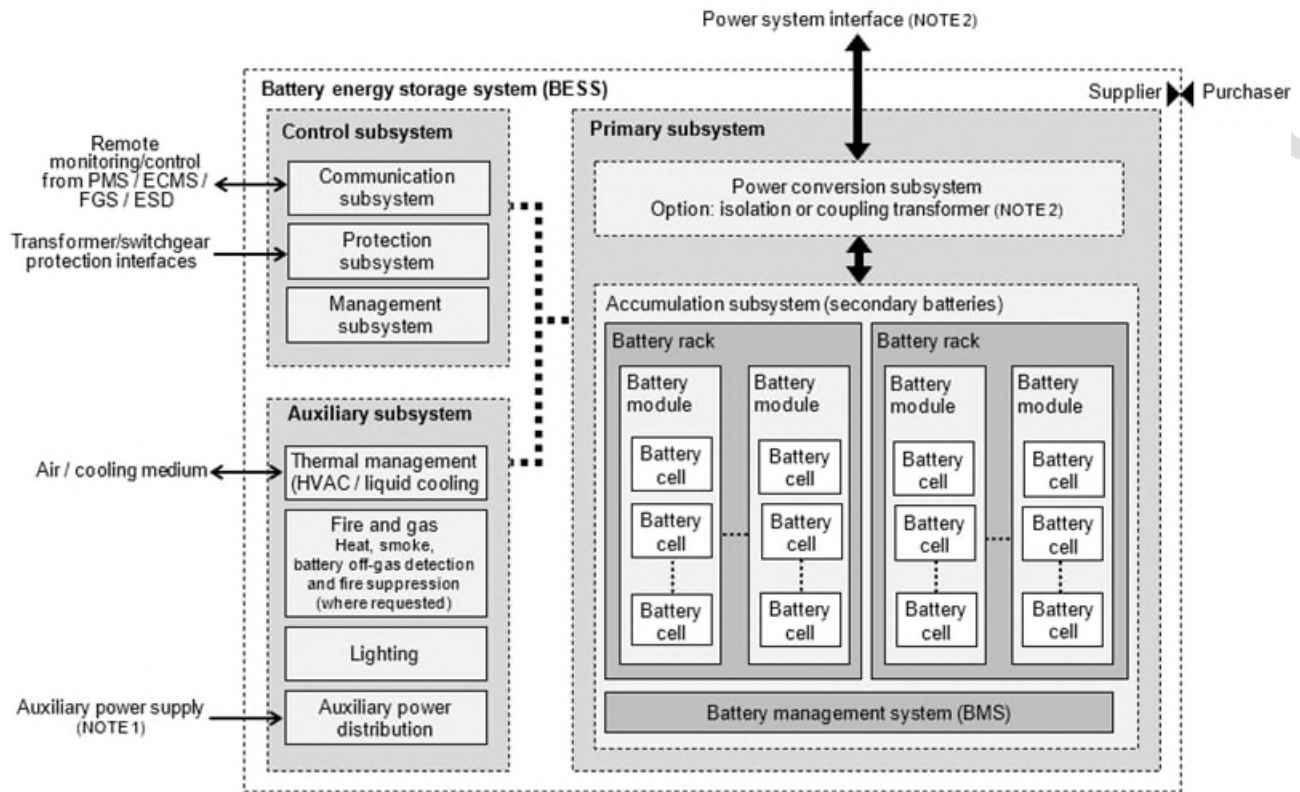 Power system interface (NOTE 2)
Battery energy storage system (BESS)
Supplier
Purchaser
Control subsystem
Remote
monitoring/control
from PMS / ECMS /
FGS / ESD
Communication
subsystem
Transformer/switchgear
protection interfaces
Protection
subsystem
Management
subsystem
Auxiliary subsystem
Air / cooling medium
Thermal management
(HVAC / liquid cooling
Fire and gas
Heat, smoke,
battery off-gas detection
and fire suppression
(where requested)
Lighting
Auxiliary power supply
(NOTE 1)
Auxiliary power
distribution
Primary subsystem
Power conversion subsystem
Option: isolation or coupling transformer (NOTE 2)
Accumulation subsystem (secondary batteries)
Battery rack
Battery module
Battery cell
Battery cell
Battery cell
Battery module
Battery cell
Battery cell
Battery cell
Battery rack
Battery module
Battery cell
Battery cell
Battery cell
Battery module
Battery cell
Battery cell
Battery cell
Battery management system (BMS)